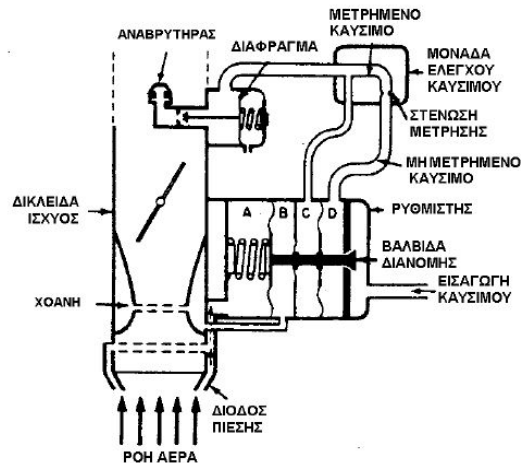 ΑΝΑΒΡΥΤΗΡΑΣ
ΔΙΑΦΡΑΓΜΑ
ΜΕΤΡΗΜΕΝΟ
ΚΑΥΣΙΜΟ
ΜΟΝΑΔΑ
ΕΛΕΓΧΟΥ
ΚΑΥΣΙΜΟΥ
ΣΤΕΝΩΣΗ
ΜΕΤΡΗΣΗΣ
ΜΗ ΜΕΤΡΗΜΕΝΟ
ΚΑΥΣΙΜΟ
ΔΙΚΛΕΙΔΑ
ΙΣΧΥΟΣ
A B C D
ΡΥΘΜΙΣΤΗΣ
ΒΑΛΒΙΔΑ
ΔΙΑΝΟΜΗΣ
ΧΟΑΝΗ
ΕΙΣΑΓΩΓΗ
ΚΑΥΣΙΜΟΥ
ΔΙΟΔΟΣ
ΠΙΕΣΗΣ
ΡΟΗ ΑΕΡΑ